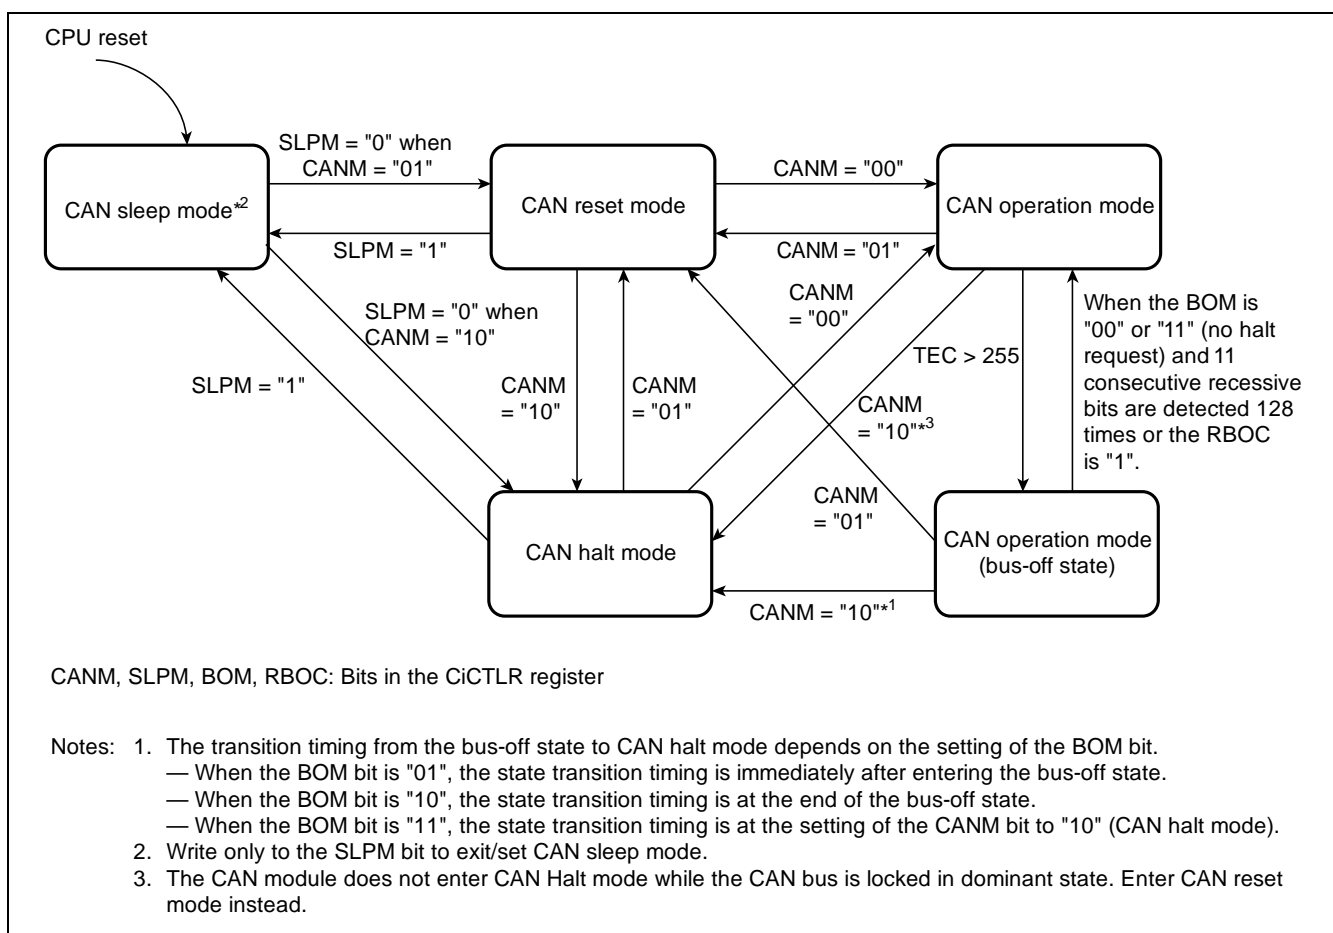 CPU reset
SLPM = "0" when
CANM = "01"
CANM = "00"
CAN sleep mode*2
CAN reset mode
CAN operation mode
SLPM = "1"
CANM = "01"
SLPM = "0" when
CANM = "10"
CANM
= "00"
When the BOM is
"00" or "11" (no halt
request) and 11
consecutive recessive
bits are detected 128
times or the RBOC
is "1".
TEC > 255
SLPM = "1"
CANM
= "10"
CANM
= "01"
CANM
= "10"*3
CANM
= "01"
CAN halt mode
CAN operation mode
(bus-off state)
CANM = "10"*1
CANM, SLPM, BOM, RBOC: Bits in the CiCTLR register
Notes: 1. The transition timing from the bus-off state to CAN halt mode depends on the setting of the BOM bit.
— When the BOM bit is "01", the state transition timing is immediately after entering the bus-off state.
— When the BOM bit is "10", the state transition timing is at the end of the bus-off state.
— When the BOM bit is "11", the state transition timing is at the setting of the CANM bit to "10" (CAN halt mode).
2. Write only to the SLPM bit to exit/set CAN sleep mode.
3. The CAN module does not enter CAN Halt mode while the CAN bus is locked in dominant state. Enter CAN reset
mode instead.